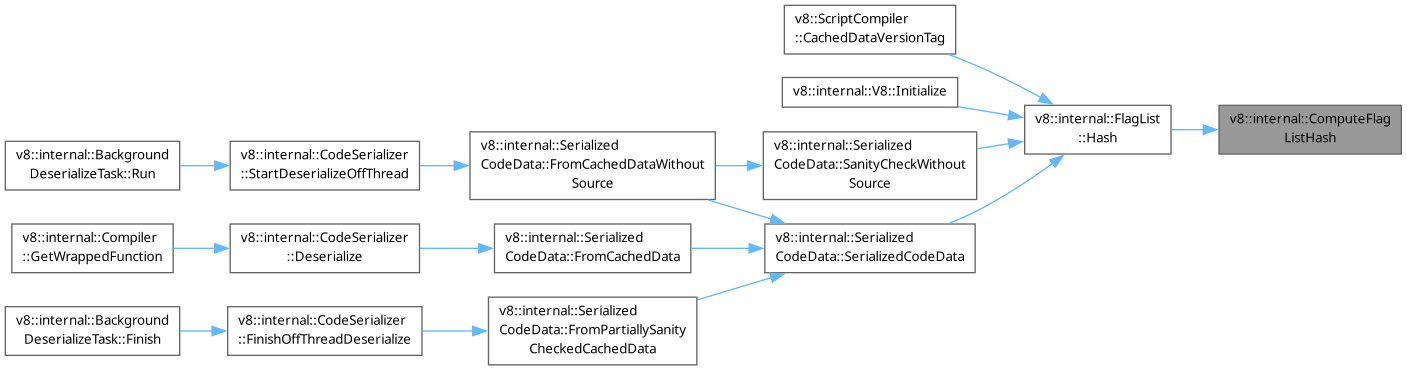 v8::ScriptCompiler
::CachedDataVersionTag
v8::internal::V8::Initialize
v8::internal::FlagList
::Hash
v8::internal::ComputeFlag
ListHash
v8::internal::Background
DeserializeTask::Run
v8::internal::CodeSerializer
::StartDeserializeOffThread
v8::internal::Serialized
CodeData::FromCachedDataWithout
Source
v8::internal::Serialized
CodeData::SanityCheckWithout
Source
v8::internal::Compiler
::GetWrappedFunction
v8::internal::CodeSerializer
::Deserialize
v8::internal::Serialized
CodeData::FromCachedData
v8::internal::Serialized
CodeData::SerializedCodeData
v8::internal::Background
DeserializeTask::Finish
v8::internal::CodeSerializer
::FinishOffThreadDeserialize
v8::internal::Serialized
CodeData::FromPartiallySanity
CheckedCachedData